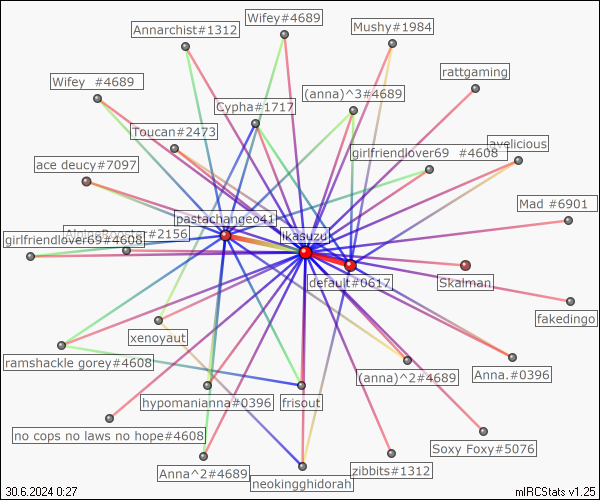 Wifey#4689
Annarchist#1312
Mushy#1984
rattgaming
Wifey  #4689
(anna)^3#4689
Cypha#1717
Toucan#2473
avelicious
girlfriendlover69  #4608
ace deucy#7097
Mad #6901
pastachangeo41
#2156
girlfriendlover69#4608
likasuzu
default#0617
Skalman
fakedingo
xenoyaut
ramshackle gorey#4608
(anna)^2#4689
Anna.#0396
hypomanianna#0396
frisout
no cops no laws no hope#4608
Soxy Foxy#5076
Anna^2#4689
zibbits#1312
neokingghidorah
30.6.2024 0:27
mIRCStats v1.25